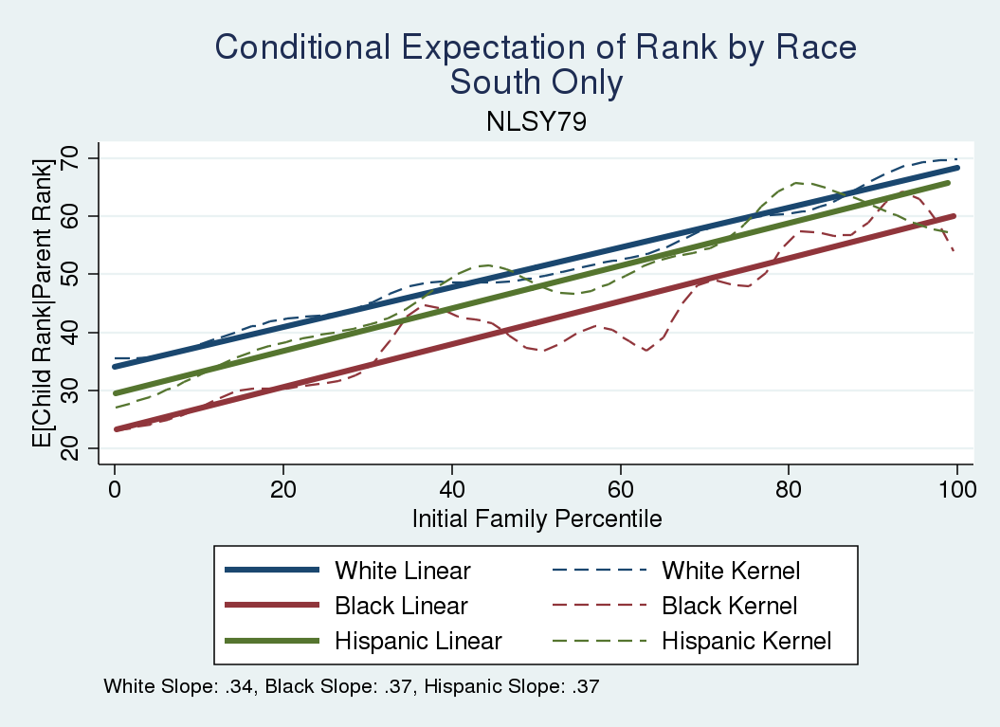 Conditional Expectation of Rank by Race
South Only
NLSY79
E[Child Rank|Parent Rank]
70
60
50
40
30
20
0 20 40 60 80 100
Initial Family Percentile
White Linear White Kernel
Black Linear Black Kernel
Hispanic Linear Hispanic Kernel
White Slope: .34, Black Slope: .37, Hispanic Slope: .37